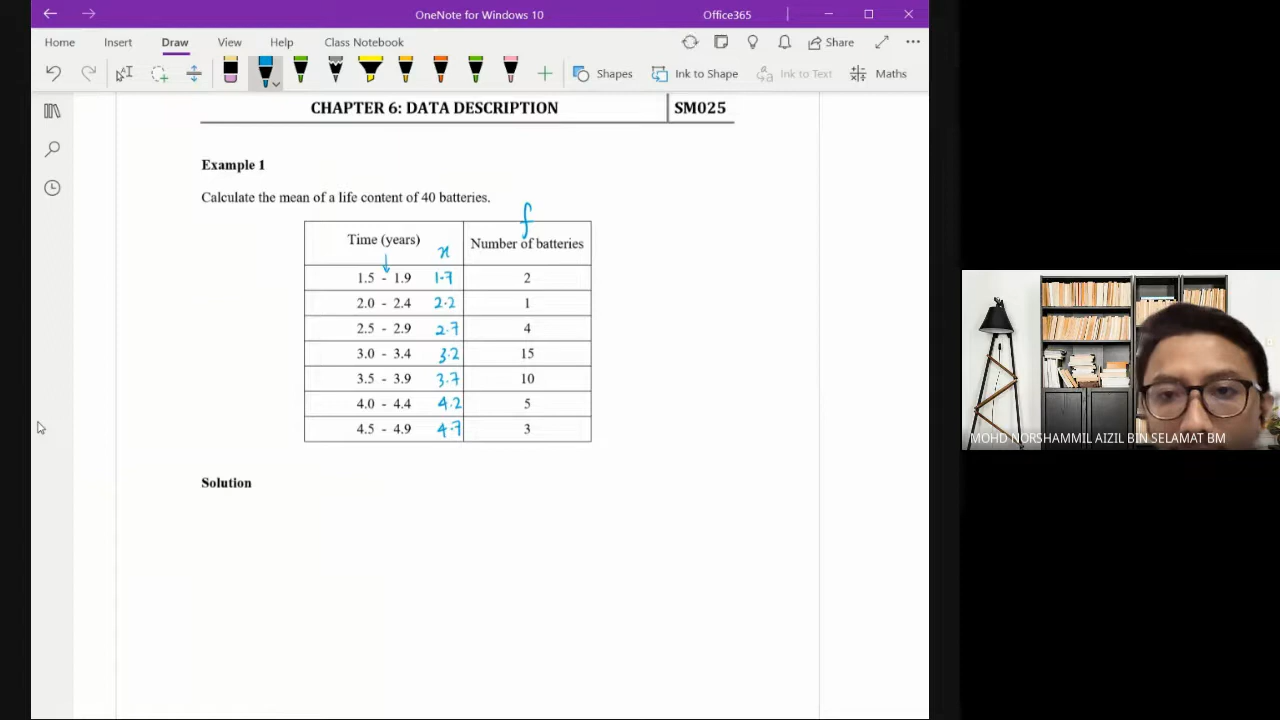 OneNote for Windows 10 Office365
Home Insert Draw View Help Class Notebook Share
Shapes Ink to Shape Ink to Text Maths
CHAPTER 6: DATA DESCRIPTION SM025
Example 1
Calculate the mean of a life content of 40 batteries.
f
Time (years) x Number of batteries
1.5 - 1.9 1.7 2
2.0 - 2.4 2.2 1
2.5 - 2.9 2.7 4
3.0 - 3.4 3.2 15
3.5 - 3.9 3.7 10
4.0 - 4.4 4.2 5
4.5 - 4.9 4.7 3
MOHD NORSHAMMIL AIZIL BIN SELAMAT BM
Solution